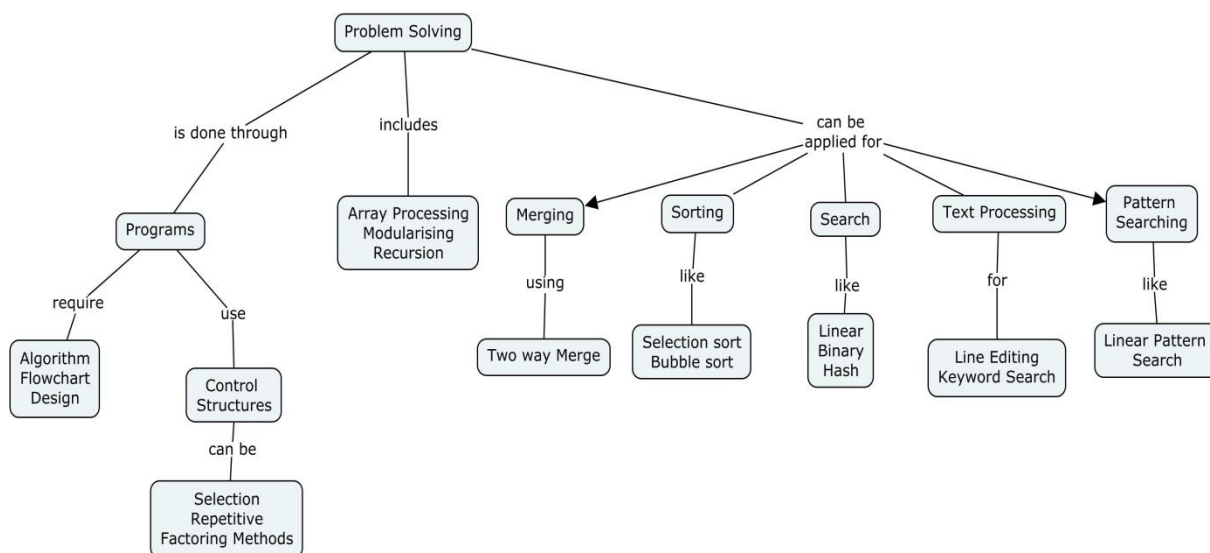 Problem Solving
is done through
includes
can be
applied for
Programs
Array Processing
Modularising
Recursion
Merging
Sorting
Search
Text Processing
Pattern
Searching
require
use
using
like
like
for
like
Algorithm
Flowchart
Design
Control
Structures
Two way Merge
Selection sort
Bubble sort
Linear
Binary
Hash
Line Editing
Keyword Search
Linear Pattern
Search
can be
Selection
Repetitive
Factoring Methods